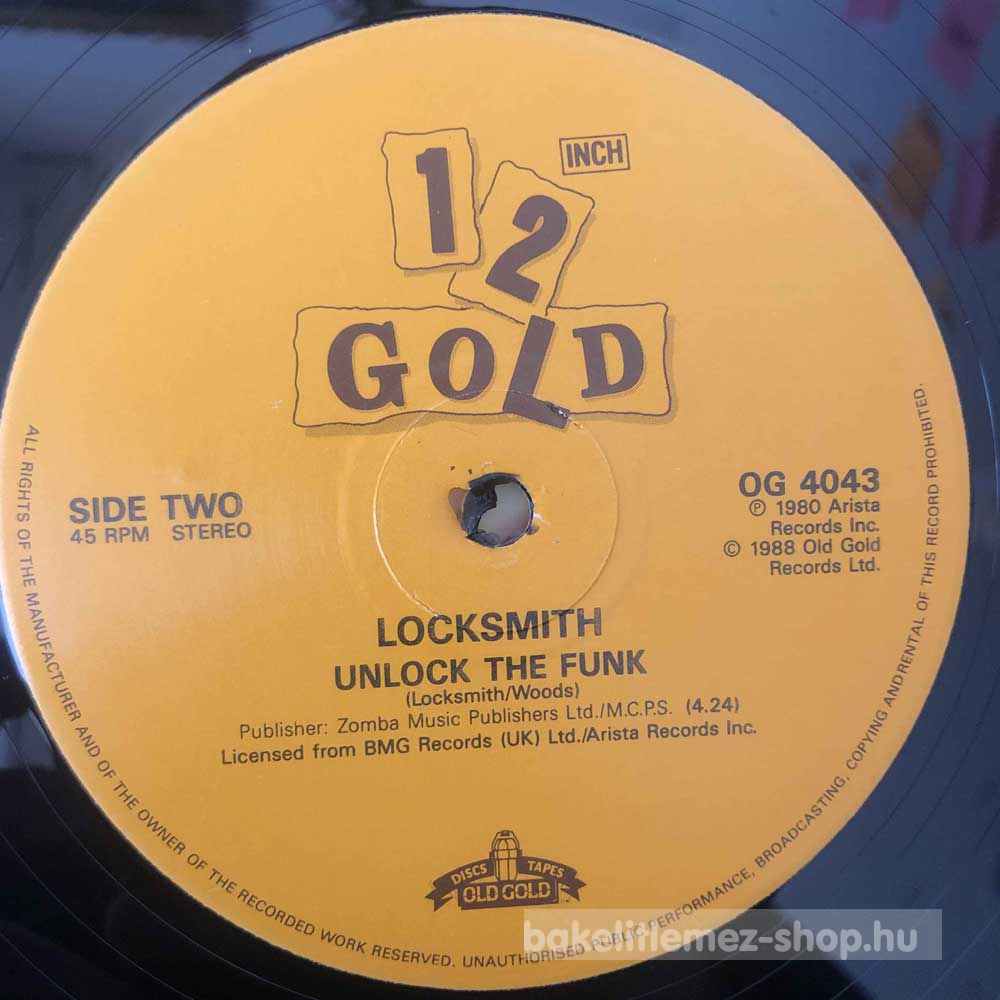 1 2 INCH
GOLD
SIDE TWO
45 RPM STEREO
OG 4043
℗ 1980 Arista
Records Inc.
© 1988 Old Gold
Records Ltd.
LOCKSMITH
UNLOCK THE FUNK
(Locksmith/Woods)
Publisher: Zomba Music Publishers Ltd./M.C.P.S. (4.24)
Licensed from BMG Records (UK) Ltd./Arista Records Inc.
DISCS TAPES
OLD GOLD
ALL RIGHTS OF THE MANUFACTURER AND OF THE OWNER OF THE RECORDED WORK RESERVED. UNAUTHORISED PUBLIC PERFORMANCE, BROADCASTING, COPYING ANDRENTAL OF THIS RECORD PROHIBITED.
bakelitlemez-shop.hu